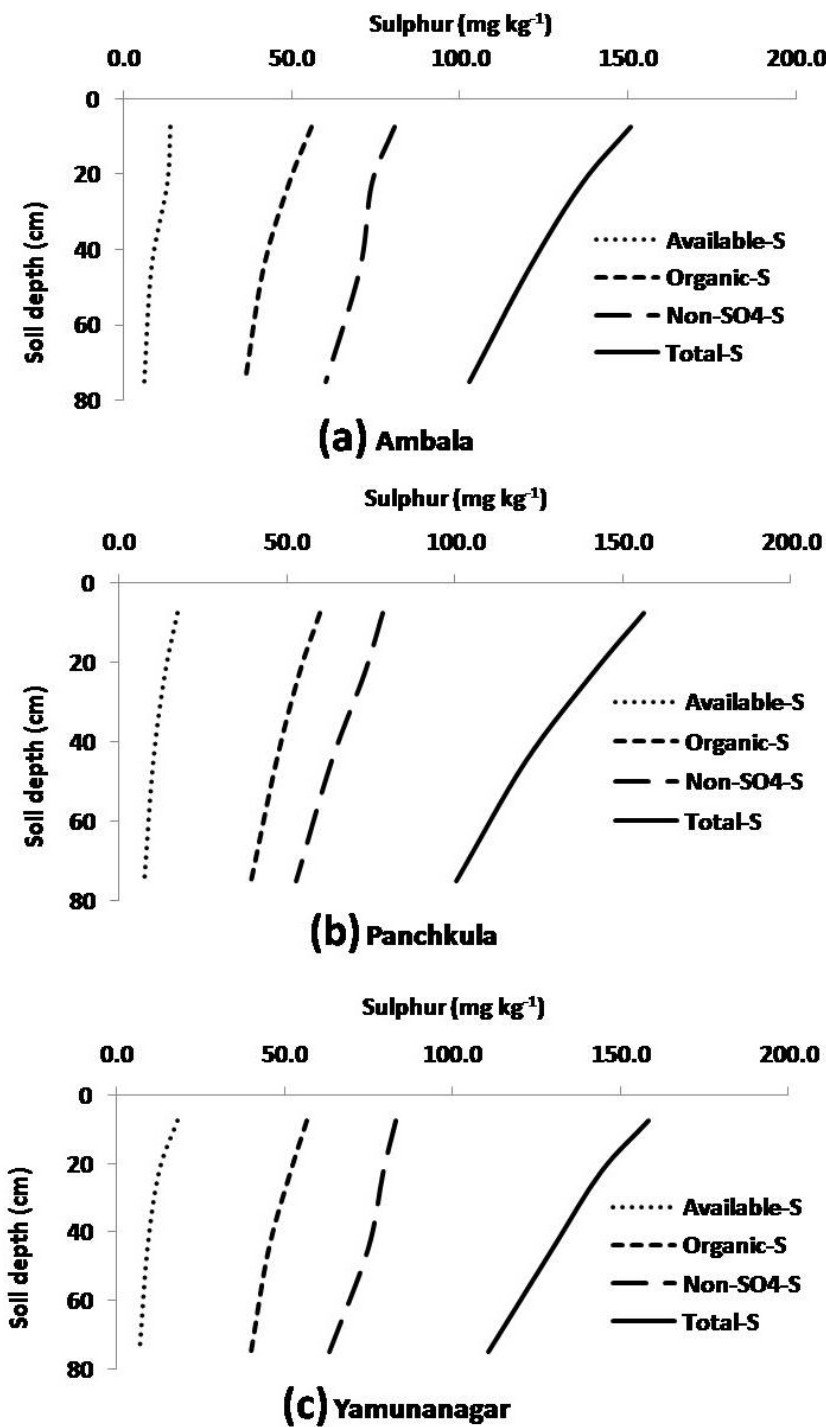 Sulphur (mg kg-1)
0.0 50.0 100.0 150.0 200.0
0
20
40
60
80
Soil depth (cm)
Available-S
Organic-S
Non-SO4-S
Total-S
(a) Ambala
Sulphur (mg kg-1)
0.0 50.0 100.0 150.0 200.0
0
20
40
60
80
Soil depth (cm)
Available-S
Organic-S
Non-SO4-S
Total-S
(b) Panchkula
Sulphur (mg kg-1)
0.0 50.0 100.0 150.0 200.0
0
20
40
60
80
Soil depth (cm)
Available-S
Organic-S
Non-SO4-S
Total-S
(c) Yamunanagar